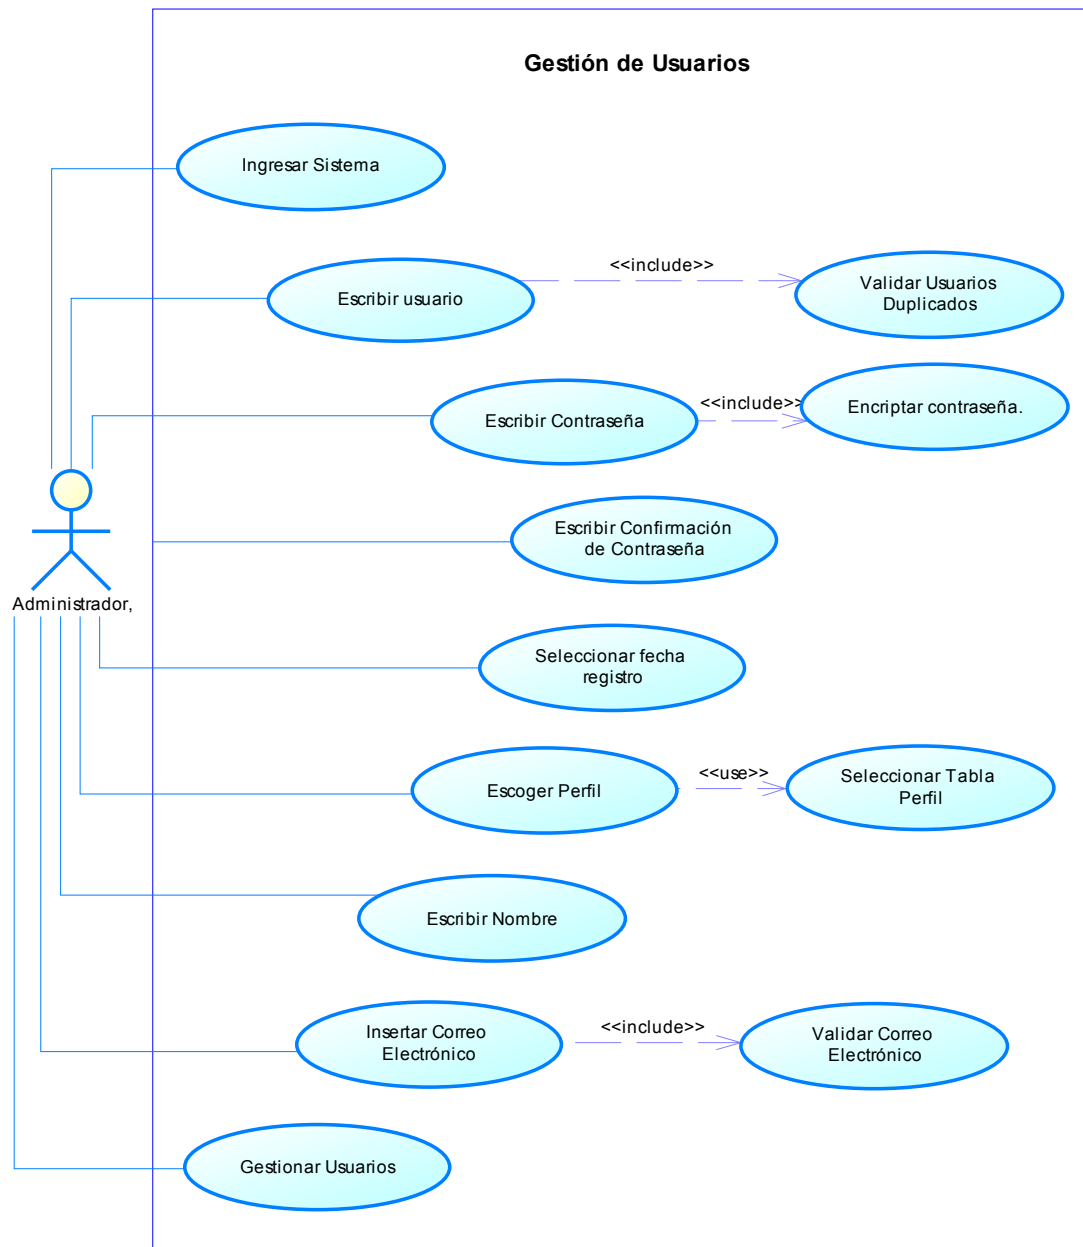 Gestión de Usuarios
Ingresar Sistema
<<include>>
Escribir usuario
Validar Usuarios
Duplicados
Escribir Contraseña
<<include>>
Encriptar contraseña.
Escribir Confirmación
de Contraseña
Administrador,
Seleccionar fecha
registro
Escoger Perfil
<<use>>
Seleccionar Tabla
Perfil
Escribir Nombre
Insertar Correo
Electrónico
<<include>>
Validar Correo
Electrónico
Gestionar Usuarios